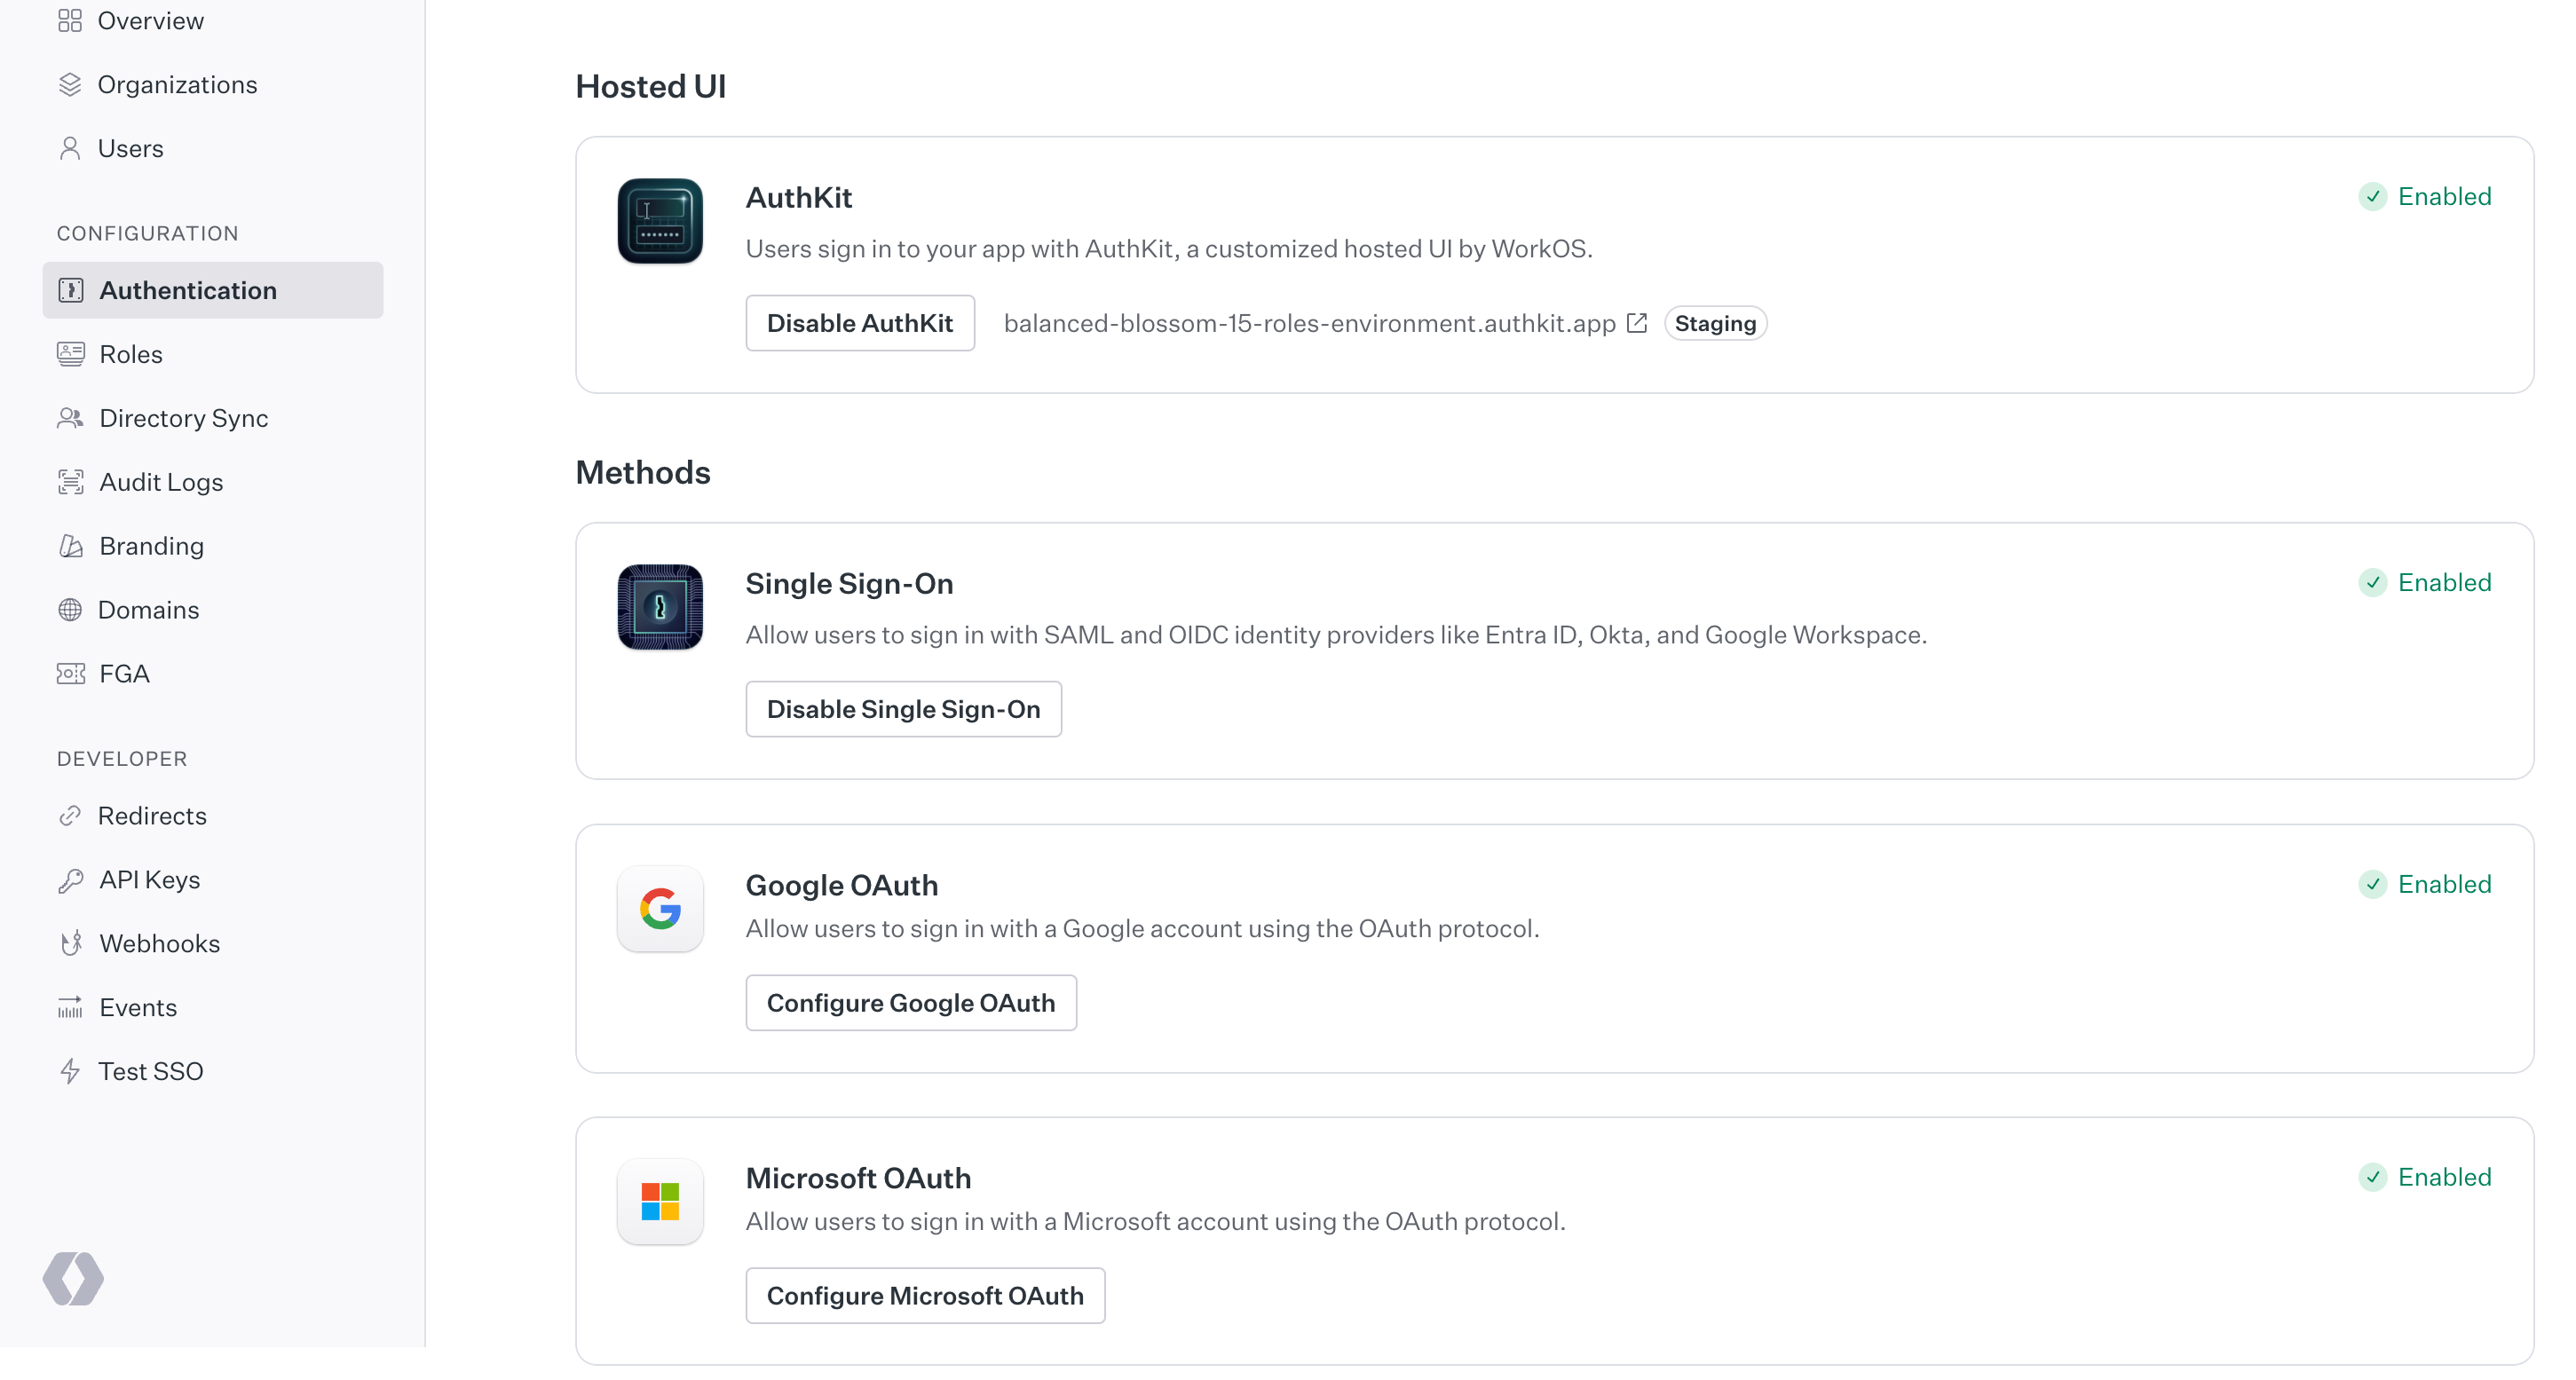 Overview
Organizations
Users
CONFIGURATION
Authentication
Roles
Directory Sync
Audit Logs
Branding
Domains
FGA
DEVELOPER
Redirects
API Keys
Webhooks
Events
Test SSO
Hosted UI
AuthKit
Enabled
Users sign in to your app with AuthKit, a customized hosted UI by WorkOS.
Disable AuthKit balanced-blossom-15-roles-environment.authkit.app Staging
Methods
Single Sign-On
Enabled
Allow users to sign in with SAML and OIDC identity providers like Entra ID, Okta, and Google Workspace.
Disable Single Sign-On
Google OAuth
Enabled
Allow users to sign in with a Google account using the OAuth protocol.
Configure Google OAuth
Microsoft OAuth
Enabled
Allow users to sign in with a Microsoft account using the OAuth protocol.
Configure Microsoft OAuth